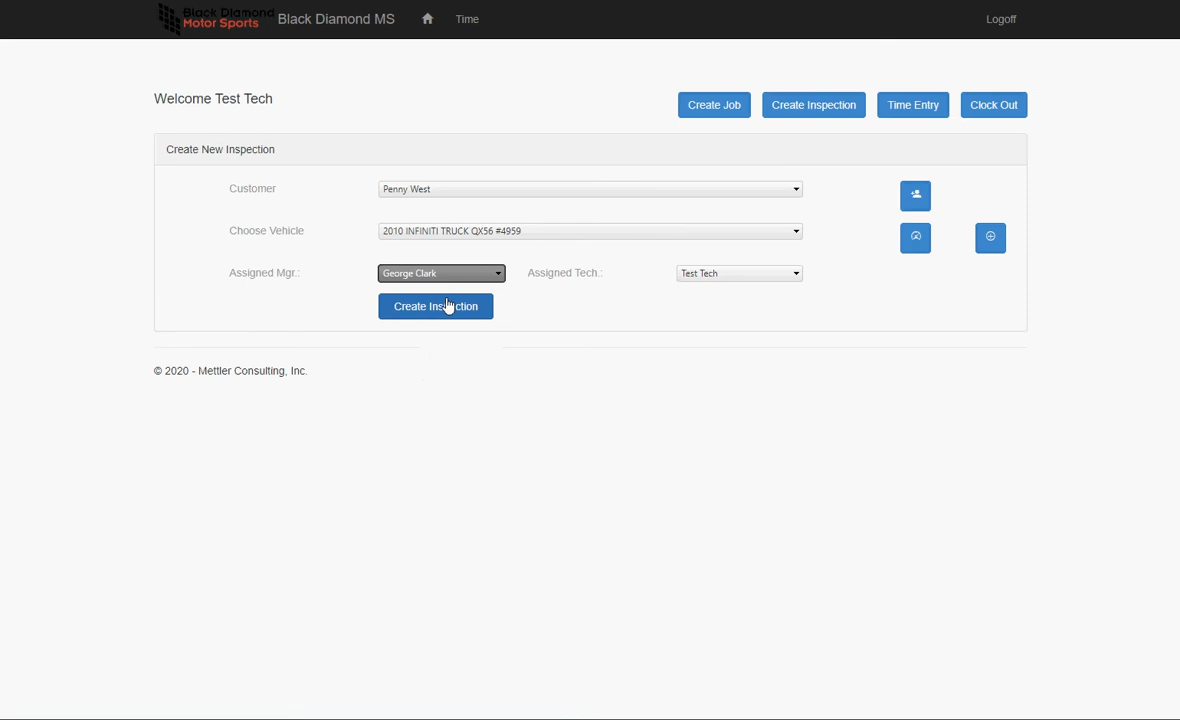 Black Diamond
Motor Sports
Black Diamond MS
Time
Logoff
Welcome Test Tech
Create Job
Create Inspection
Time Entry
Clock Out
Create New Inspection
Customer
Penny West
Choose Vehicle
2010 INFINITI TRUCK QX56 #4959
Assigned Mgr.:
George Clark
Assigned Tech.:
Test Tech
Create Inspection
© 2020 - Mettler Consulting, Inc.